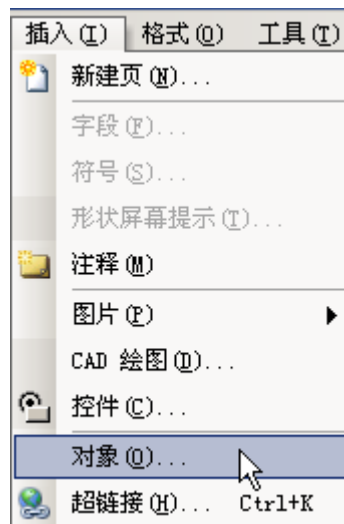 插入(I) 格式(O) 工具(T)
新建页(N)...
字段(F)...
符号(S)...
形状屏幕提示(T)...
注释(M)
图片(P)
CAD 绘图(D)...
控件(C)...
对象(O)...
超链接(H)... Ctrl+K